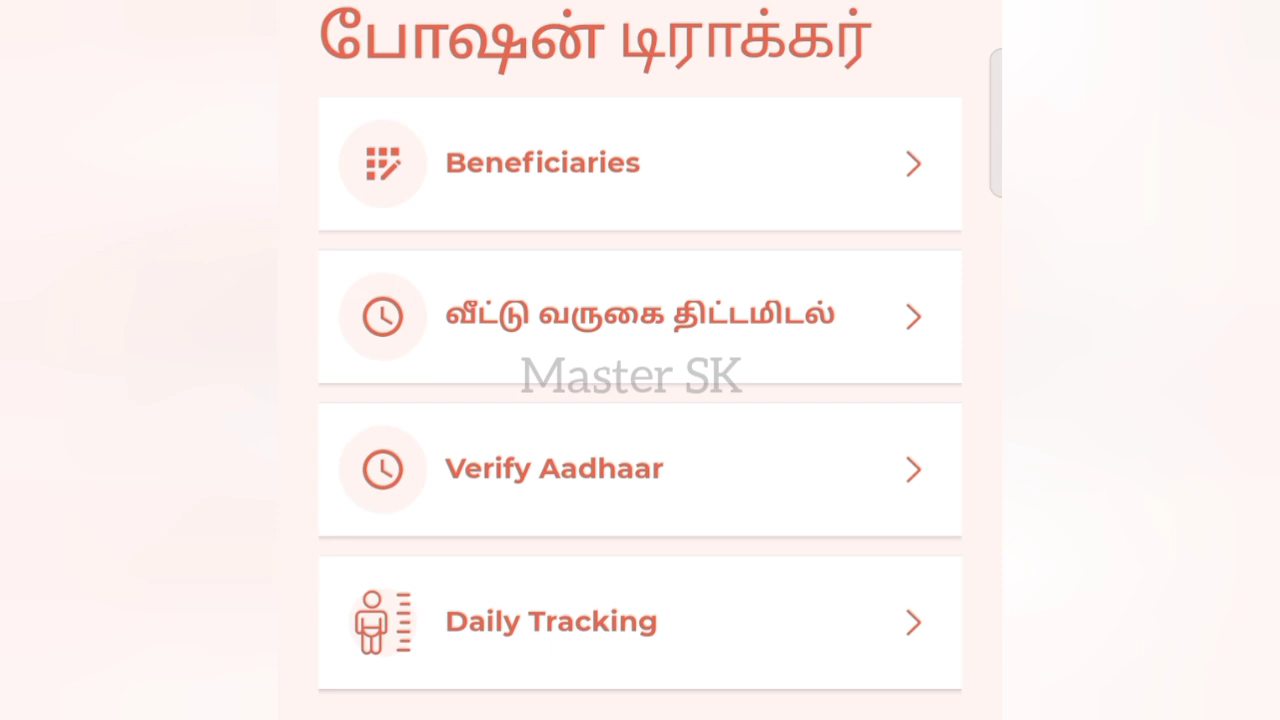 போஷன் டிராக்கர்
Beneficiaries
வீட்டு வருகை திட்டமிடல்
Master SK
Verify Aadhaar
Daily Tracking